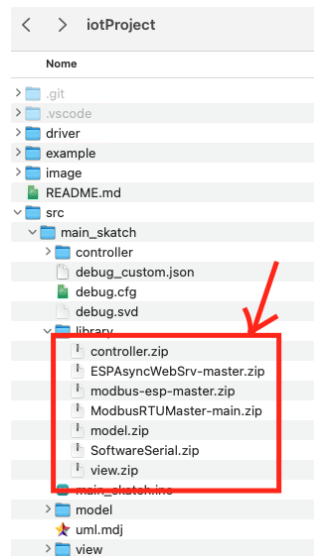 iotProject
Nome
.git
.vscode
driver
example
image
README.md
src
main_skatch
controller
debug_custom.json
debug.cfg
debug.svd
library
controller.zip
ESPAsyncWebSrv-master.zip
modbus-esp-master.zip
ModbusRTUMaster-main.zip
model.zip
SoftwareSerial.zip
view.zip
main_skatch.ino
model
uml.mdj
view